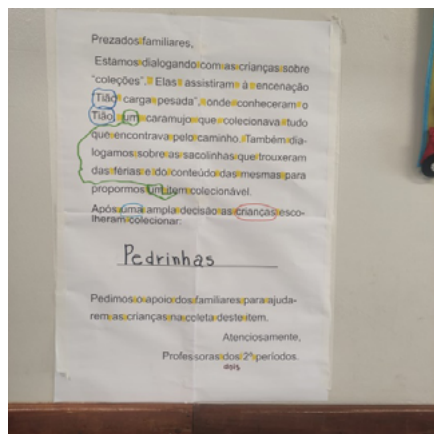 Prezados familiares,
Estamos dialogando com as crianças sobre
"coleções". Elas assistiram à encenação
"Tião carga pesada", onde conheceram o
Tião, um caramujo que colecionava tudo
que encontrava pelo caminho. Também dia-
logamos sobre as sacolinhas que trouxeram
das férias e do conteúdo das mesmas para
propormos um item colecionável.
Após uma ampla decisão as crianças esco-
lheram colecionar:
Pedrinhas
Pedimos o apoio dos familiares para ajuda-
rem as crianças na coleta deste item.
Atenciosamente,
Professoras dos 2ºs períodos.
dois